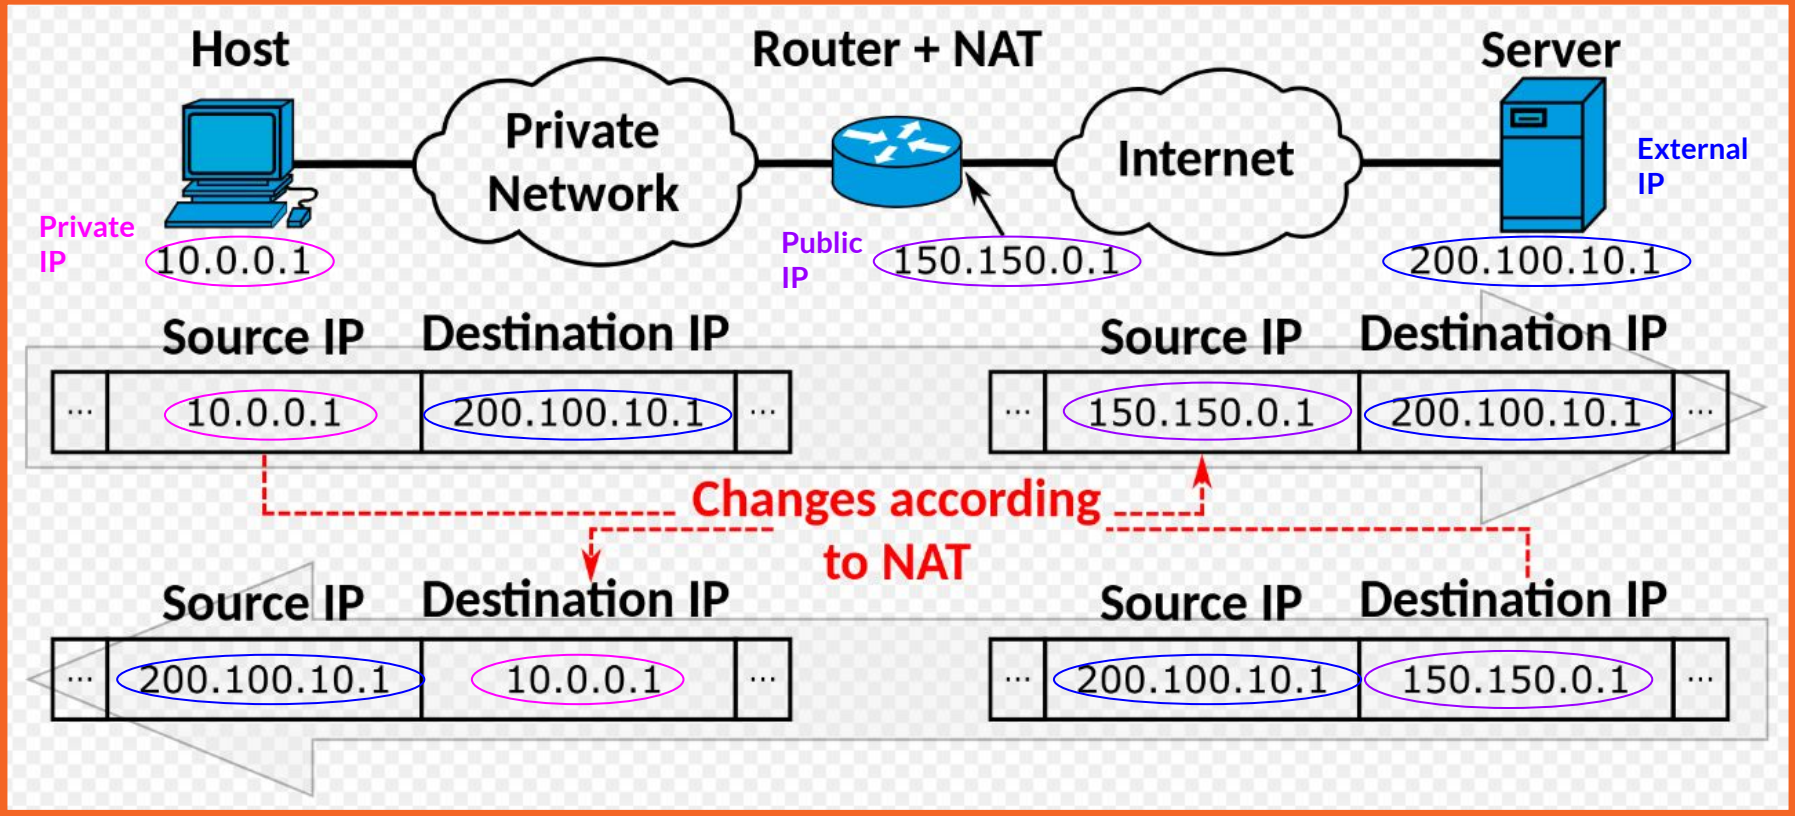 Host
Router + NAT
Server
Private
Network
Internet
External
IP
Private
IP
10.0.0.1
Public
IP
150.150.0.1
200.100.10.1
Source IP
Destination IP
Source IP
Destination IP
...
10.0.0.1
200.100.10.1
...
...
150.150.0.1
200.100.10.1
...
Changes according
to NAT
Source IP
Destination IP
Source IP
Destination IP
...
200.100.10.1
10.0.0.1
...
...
200.100.10.1
150.150.0.1
...